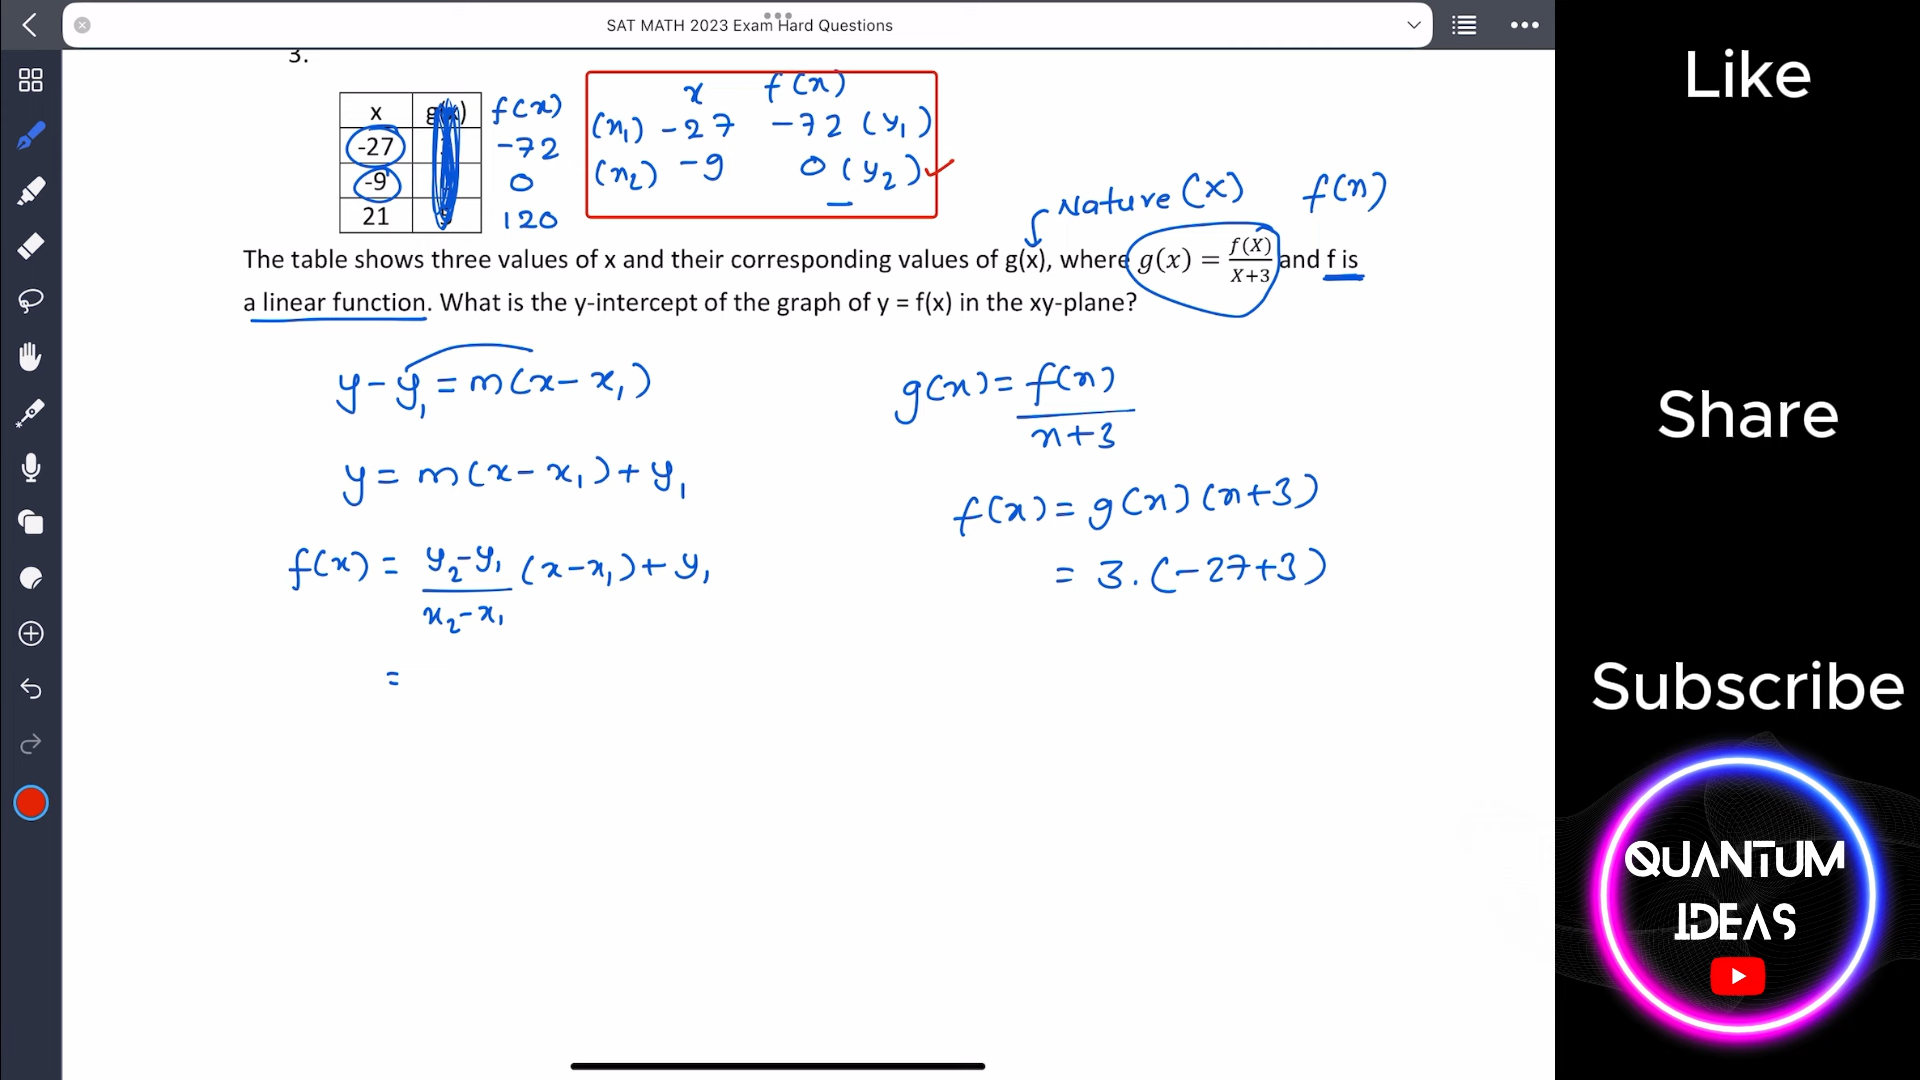 SAT MATH 2023 Exam Hard Questions
3.
x f(x)
-27 -72
-9 0
21 120
x f(x)
(x₁) -27 -72 (y₁)
(x₂) -9 0 (y₂) ✓
Nature (x) f(x)
The table shows three values of x and their corresponding values of g(x), where g(x) = f(X)/X+3 and f is
a linear function. What is the y-intercept of the graph of y = f(x) in the xy-plane?
y-y₁ = m(x-x₁)
y = m(x-x₁)+y₁
f(x) = y₂-y₁/x₂-x₁ (x-x₁)+y₁
=
g(x) = f(x)/x+3
f(x) = g(x)(x+3)
= 3.(-27+3)
Like
Share
Subscribe
QUANTUM
IDEAS